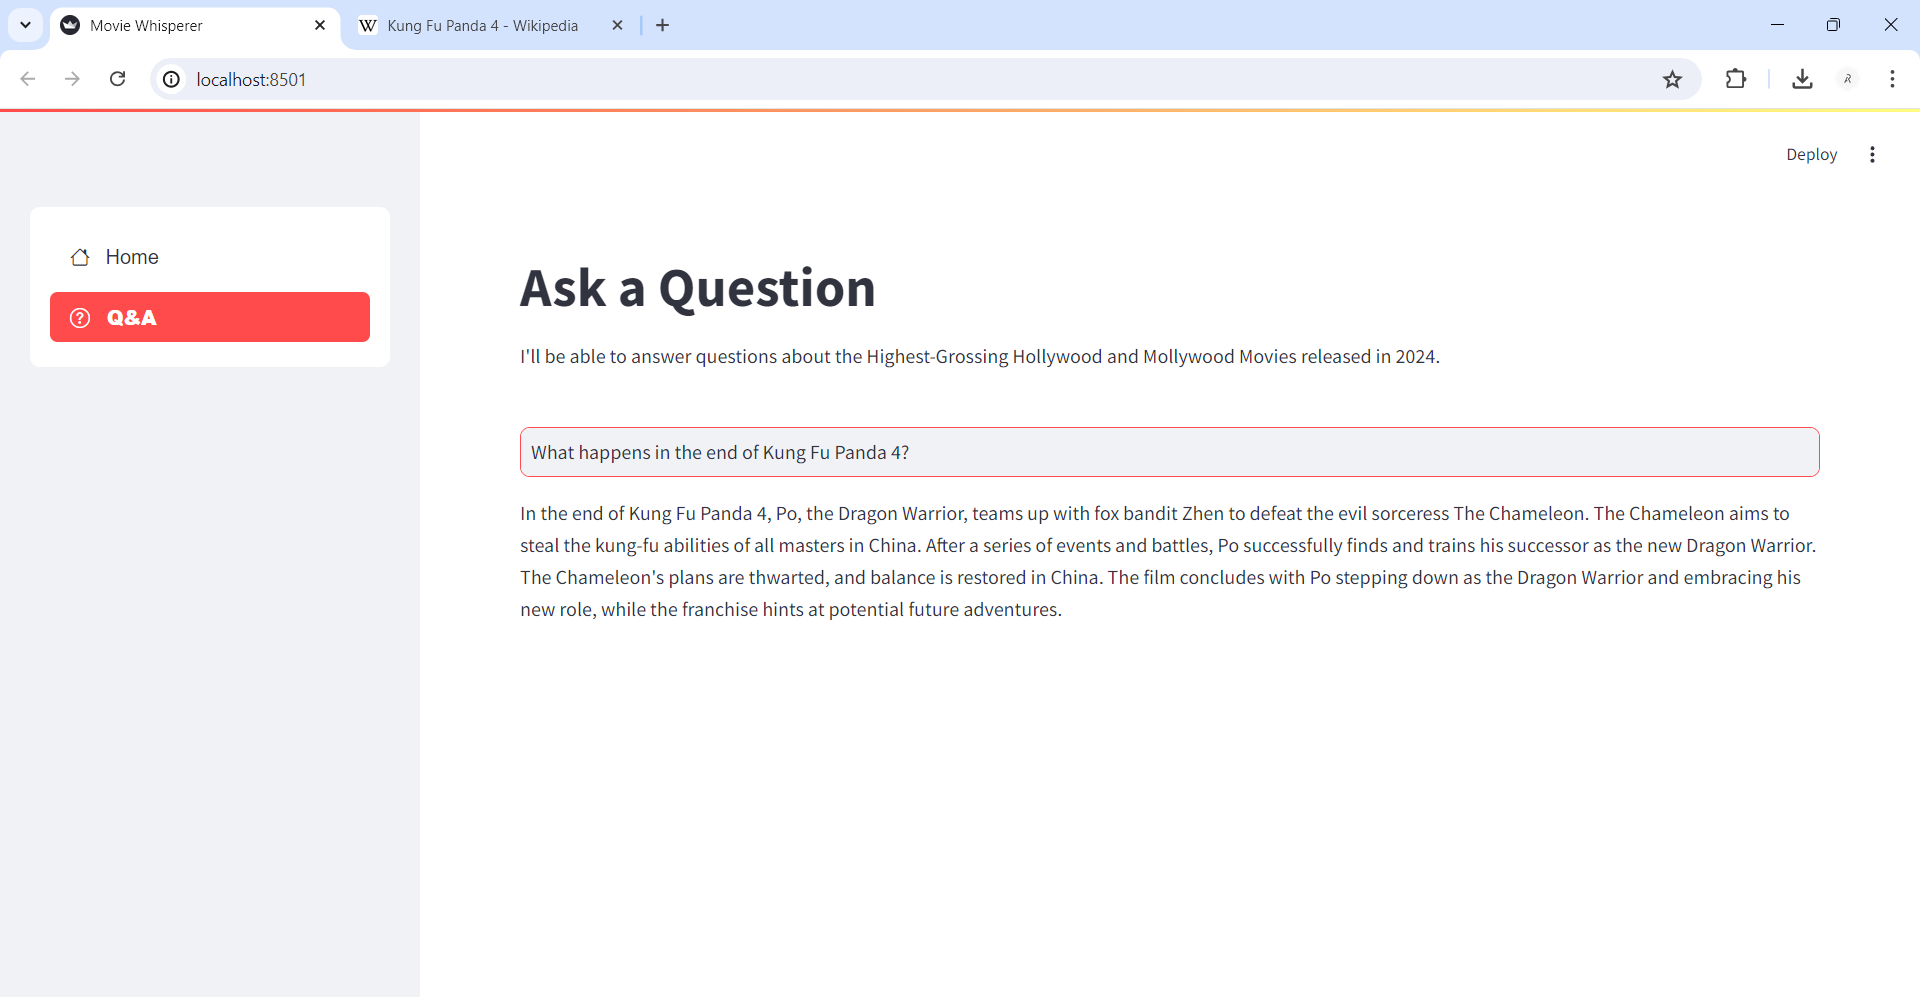 Movie Whisperer
W Kung Fu Panda 4 - Wikipedia
localhost:8501
Deploy
Home
Q&A
Ask a Question
I'll be able to answer questions about the Highest-Grossing Hollywood and Mollywood Movies released in 2024.
What happens in the end of Kung Fu Panda 4?
In the end of Kung Fu Panda 4, Po, the Dragon Warrior, teams up with fox bandit Zhen to defeat the evil sorceress The Chameleon. The Chameleon aims to
steal the kung-fu abilities of all masters in China. After a series of events and battles, Po successfully finds and trains his successor as the new Dragon Warrior.
The Chameleon's plans are thwarted, and balance is restored in China. The film concludes with Po stepping down as the Dragon Warrior and embracing his
new role, while the franchise hints at potential future adventures.